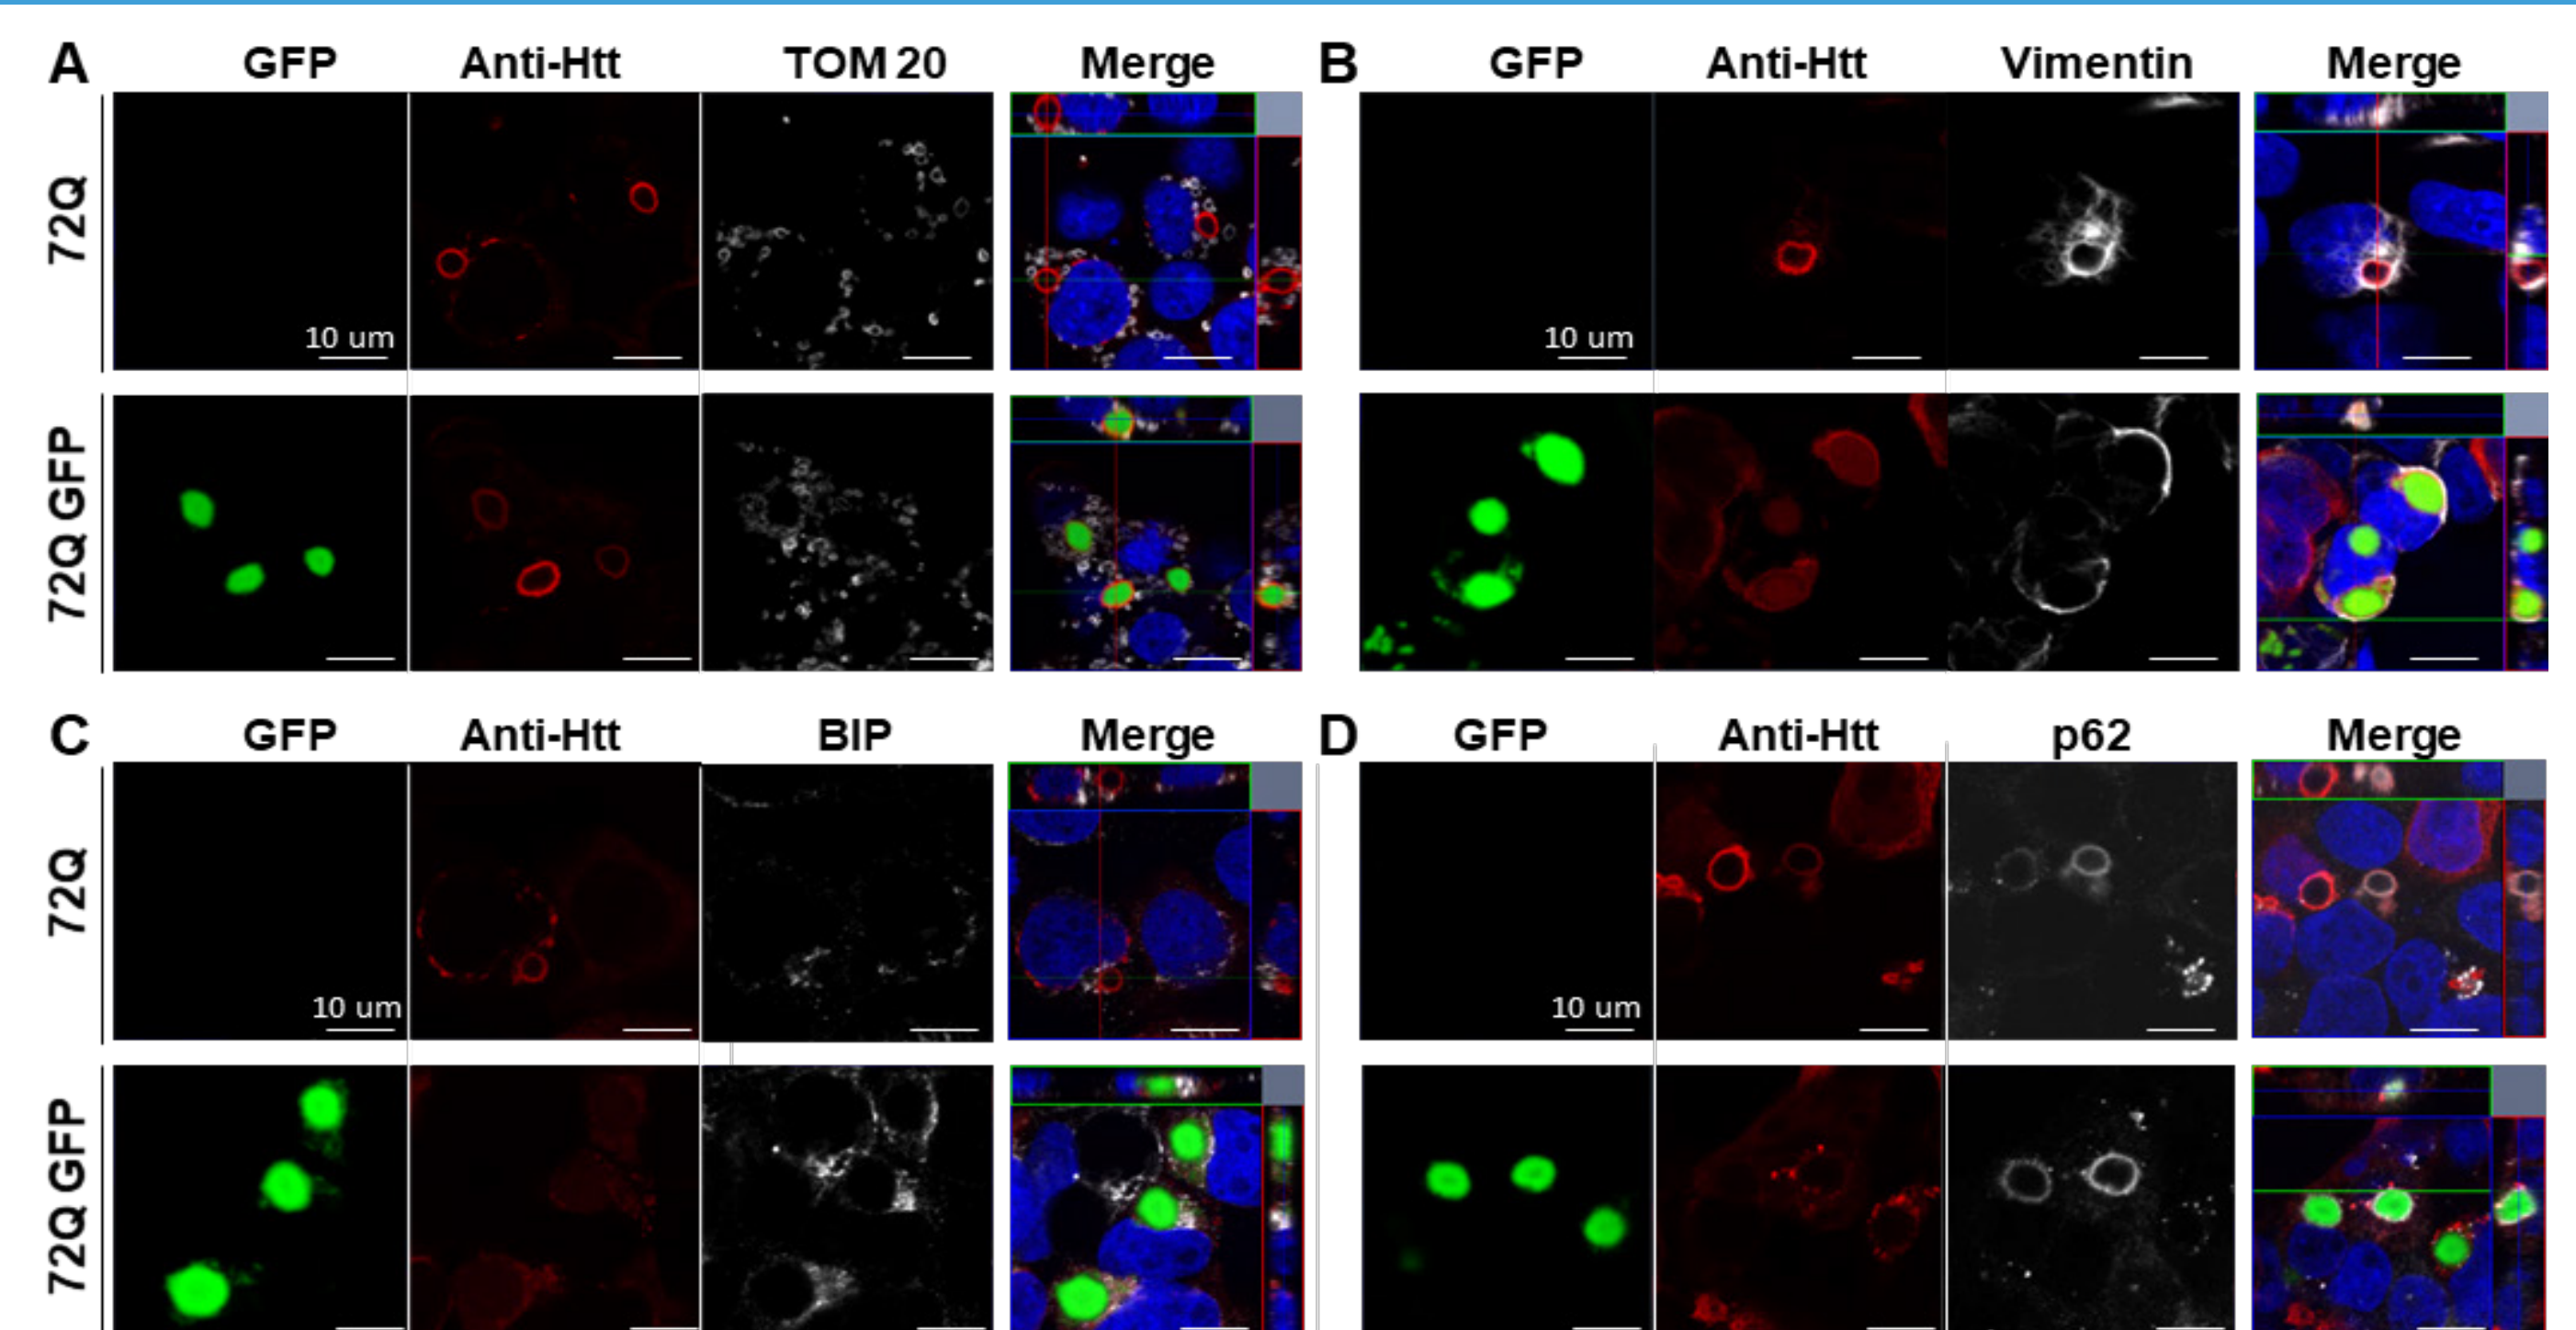 A GFP Anti-Htt TOM 20 Merge
72Q
10 um
72Q GFP
B GFP Anti-Htt Vimentin Merge
10 um
C GFP Anti-Htt BIP Merge
72Q
10 um
72Q GFP
D GFP Anti-Htt p62 Merge
10 um